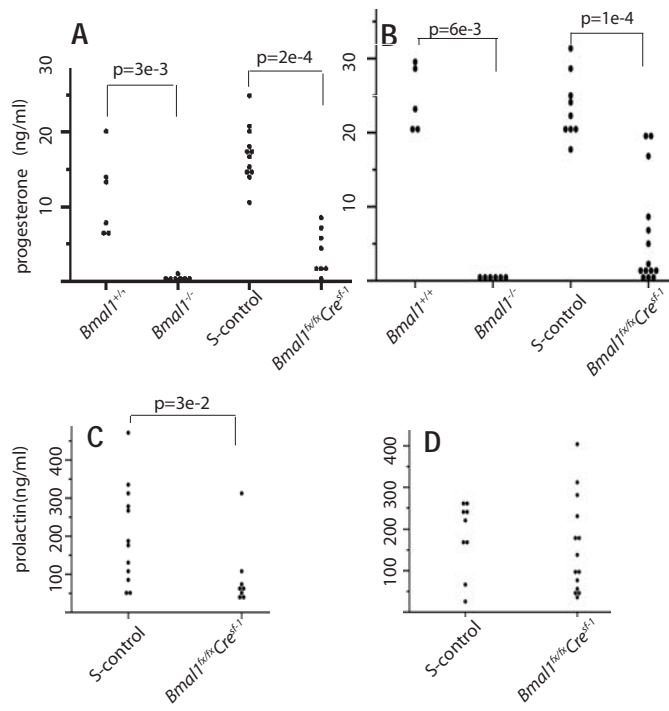 A
B
p=3e-3
p=2e-4
p=6e-3
p=1e-4
progesterone (ng/ml)
30
20
10
30
20
10
Bmal1+/+
Bmal1-/-
S-control
Bmal1fx/fxCresf-1
Bmal1+/+
Bmal1-/-
S-control
Bmal1fx/fxCresf-1
p=3e-2
C
D
prolactin(ng/ml)
400
300
200
100
400
300
200
100
S-control
Bmal1fx/fxCresf-1
S-control
Bmal1fx/fxCresf-1